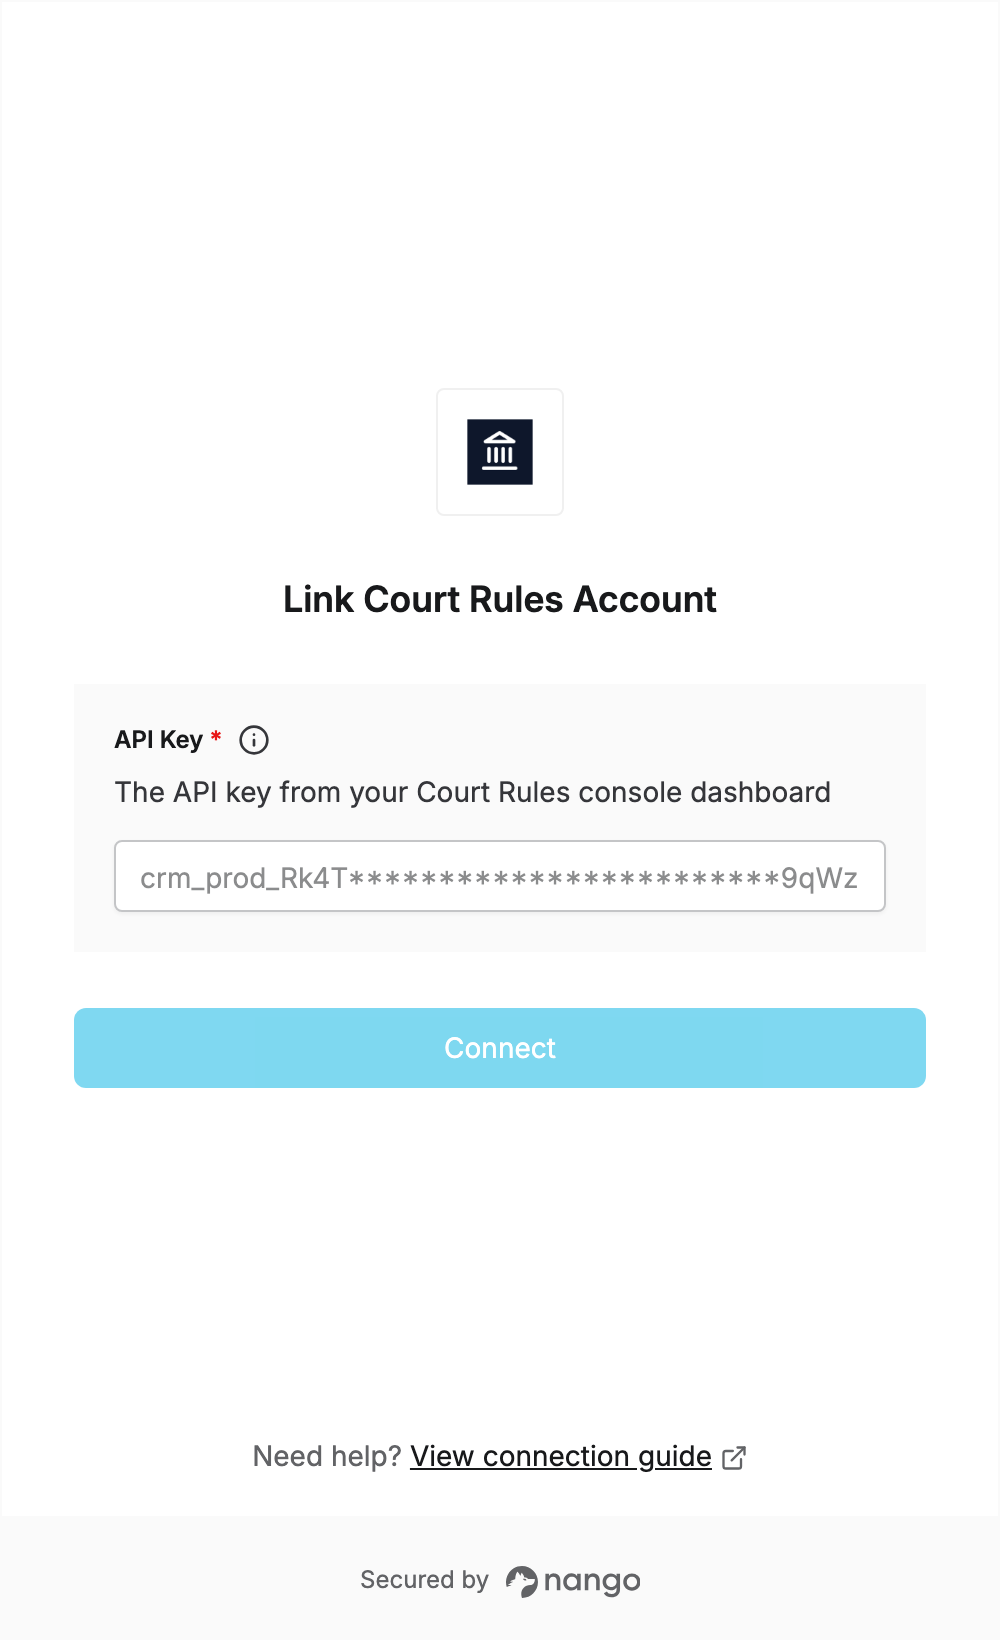 Link Court Rules Account
API Key *
The API key from your Court Rules console dashboard
crm_prod_Rk4T************************9qWz
Connect
Need help? View connection guide
Secured by nango